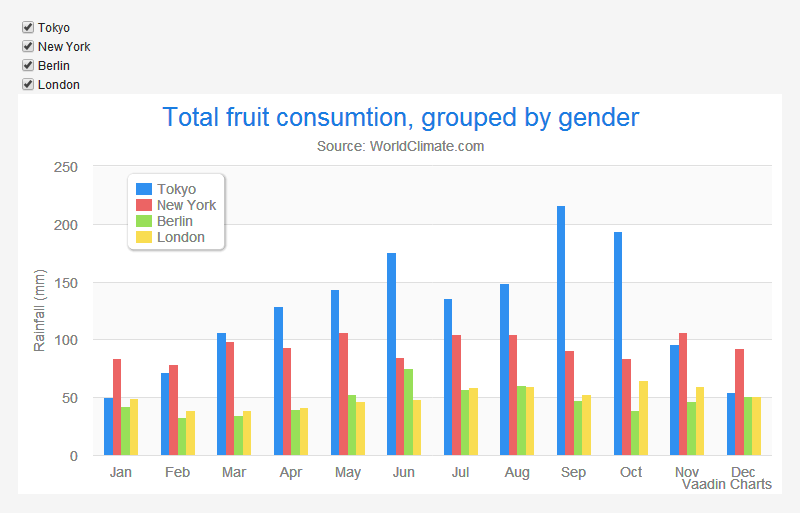 Tokyo
New York
Berlin
London
Total fruit consumtion, grouped by gender
Source: WorldClimate.com
Rainfall (mm)
250
200
150
100
50
0
Tokyo
New York
Berlin
London
Jan Feb Mar Apr May Jun Jul Aug Sep Oct Nov Dec
Vaadin Charts